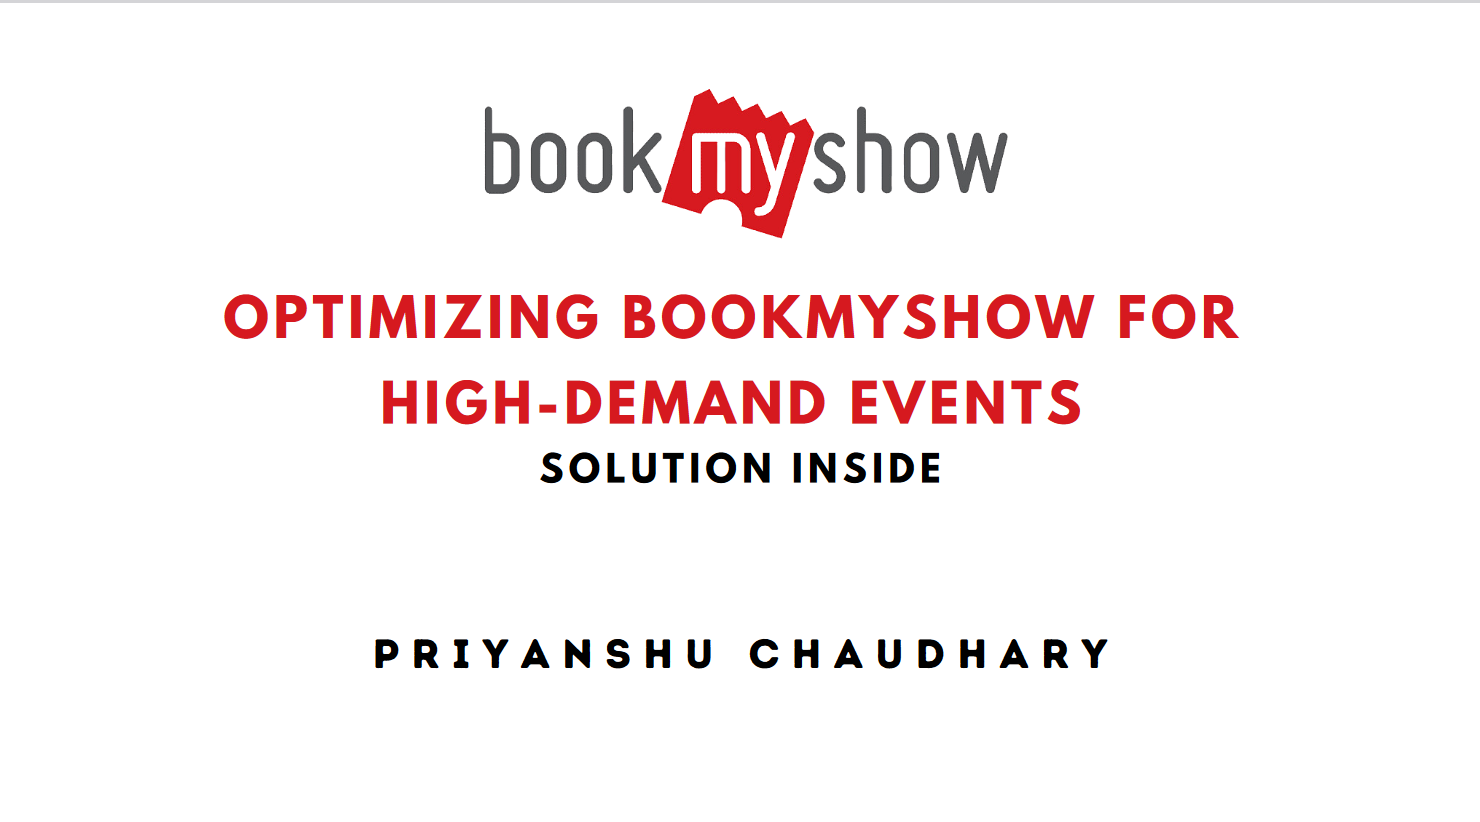 bookmyshow
OPTIMIZING BOOKMYSHOW FOR
HIGH-DEMAND EVENTS
SOLUTION INSIDE
PRIYANSHU CHAUDHARY